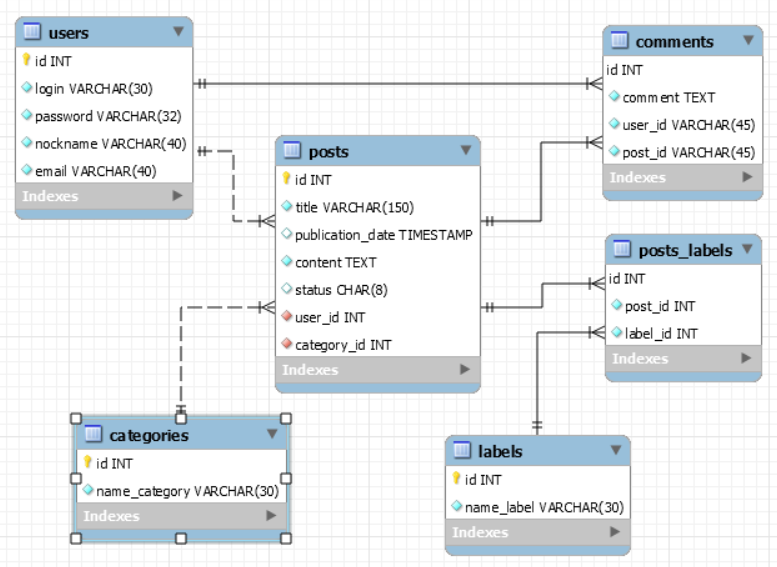 users
id INT
login VARCHAR(30)
password VARCHAR(32)
nockname VARCHAR(40)
email VARCHAR(40)
Indexes
comments
id INT
comment TEXT
user_id VARCHAR(45)
post_id VARCHAR(45)
Indexes
posts
id INT
title VARCHAR(150)
publication_date TIMESTAMP
content TEXT
status CHAR(8)
user_id INT
category_id INT
Indexes
posts_labels
id INT
post_id INT
label_id INT
Indexes
categories
id INT
name_category VARCHAR(30)
Indexes
labels
id INT
name_label VARCHAR(30)
Indexes